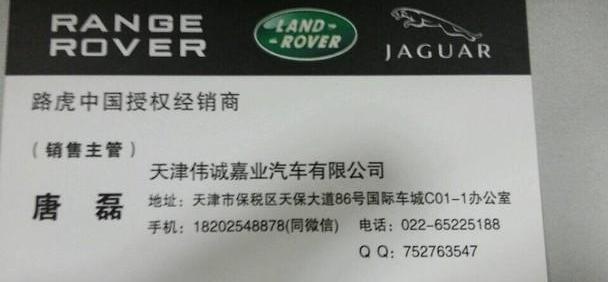 RANGE ROVER
LAND ROVER
JAGUAR
路虎中国授权经销商
(销售主管)
天津伟诚嘉业汽车有限公司
唐 磊
地址：天津市保税区天保大道86号国际车城C01-1办公室
手机：18202548878(同微信) 电话：022-65225188
Q Q：752763547